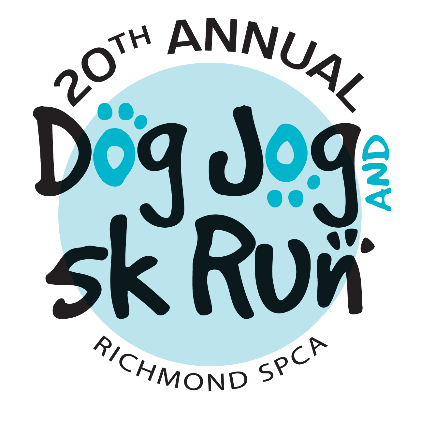 20TH ANNUAL
Dog Jog
AND
5k Run
RICHMOND SPCA